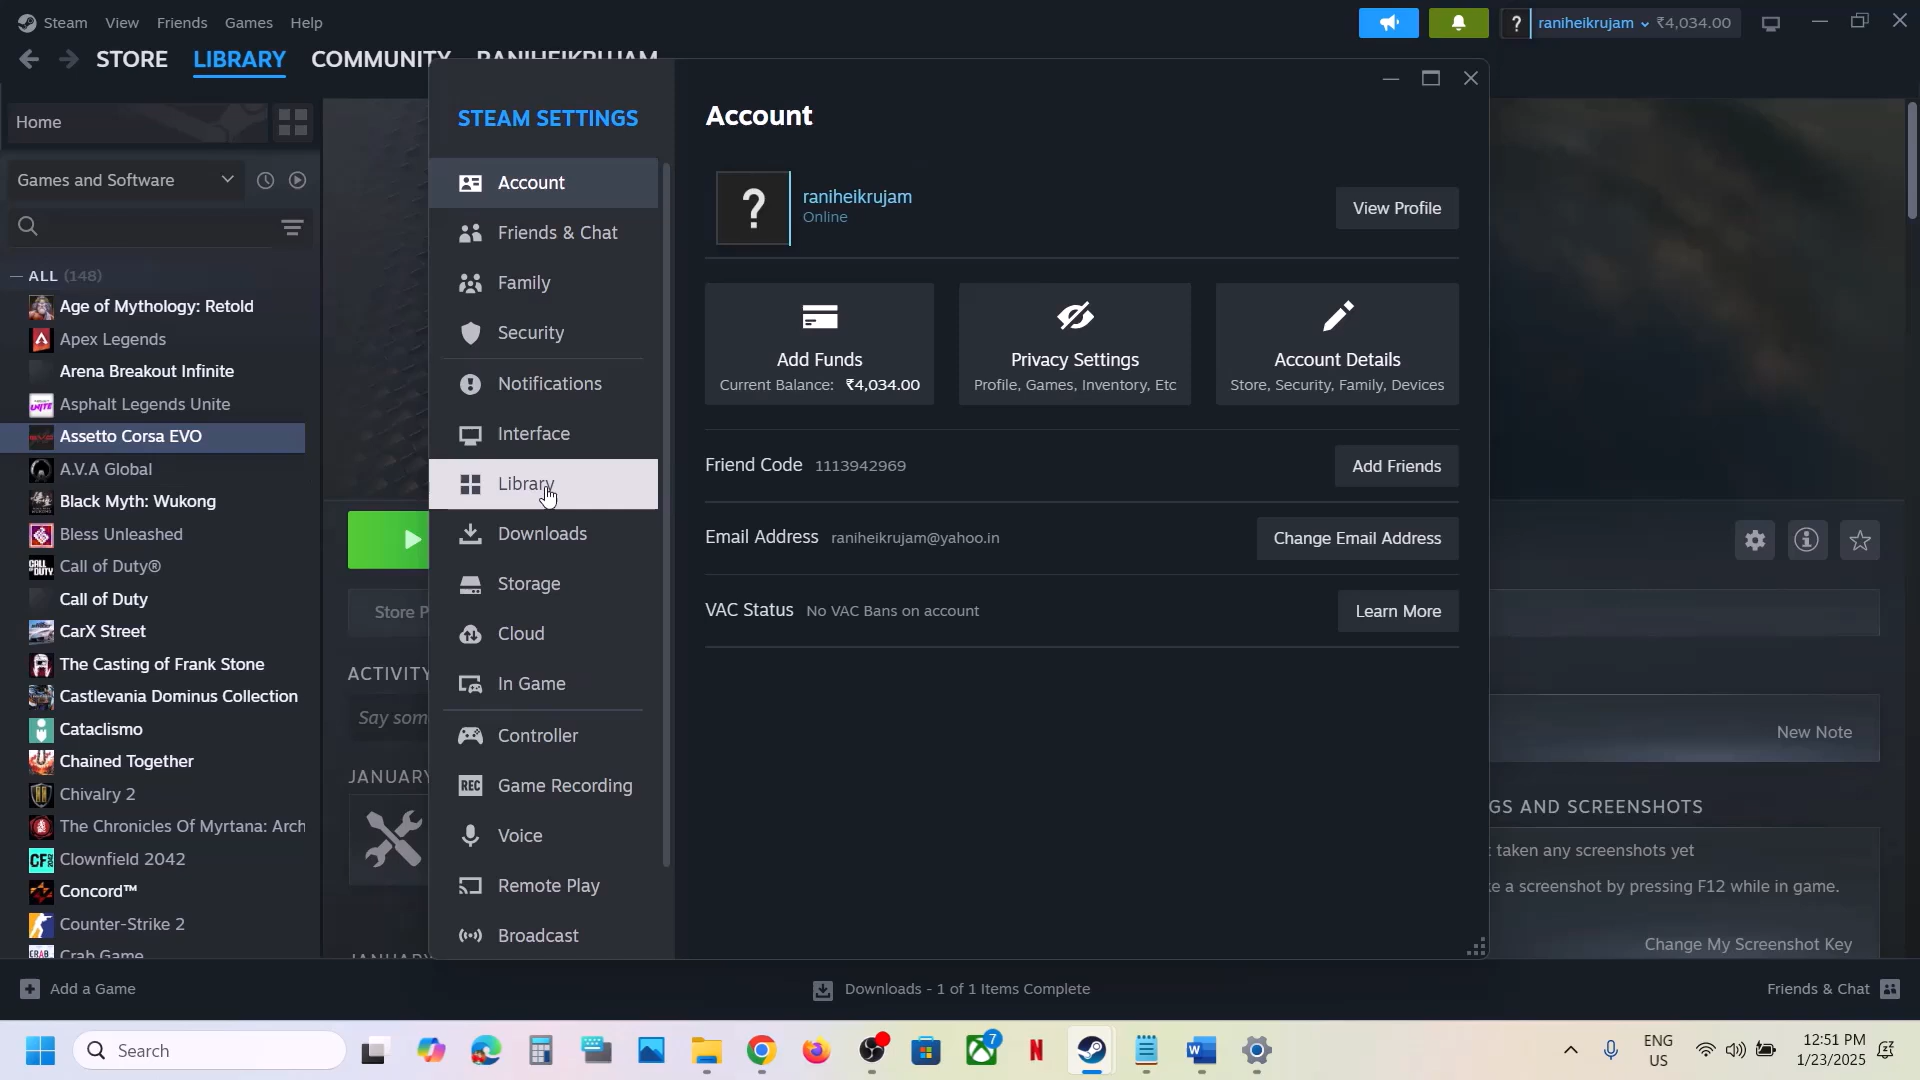 Steam View Friends Games Help
raniheikrujam ₹4,034.00
STORE LIBRARY COMMUNITY RANIHEIKRUJAM
Home
Games and Software
ALL (148)
Age of Mythology: Retold
Apex Legends
Arena Breakout Infinite
Asphalt Legends Unite
Assetto Corsa EVO
A.V.A Global
Black Myth: Wukong
Bless Unleashed
Call of Duty®
Call of Duty
CarX Street
The Casting of Frank Stone
Castlevania Dominus Collection
Cataclismo
Chained Together
Chivalry 2
The Chronicles Of Myrtana: Arch
Clownfield 2042
Concord™
Counter-Strike 2
Crab Game
Store P
ACTIVITY
Say som
JANUARY
JANUARY
STEAM SETTINGS
Account
Friends & Chat
Family
Security
Notifications
Interface
Library
Downloads
Storage
Cloud
In Game
Controller
REC Game Recording
Voice
Remote Play
Broadcast
Account
raniheikrujam
Online
View Profile
Add Funds
Current Balance: ₹4,034.00
Privacy Settings
Profile, Games, Inventory, Etc
Account Details
Store, Security, Family, Devices
Friend Code 1113942969
Add Friends
Email Address raniheikrujam@yahoo.in
Change Email Address
VAC Status No VAC Bans on account
Learn More
New Note
GS AND SCREENSHOTS
t taken any screenshots yet
ke a screenshot by pressing F12 while in game.
Change My Screenshot Key
Add a Game
Downloads - 1 of 1 Items Complete
Friends & Chat
Search
7
ENG
US
12:51 PM
1/23/2025